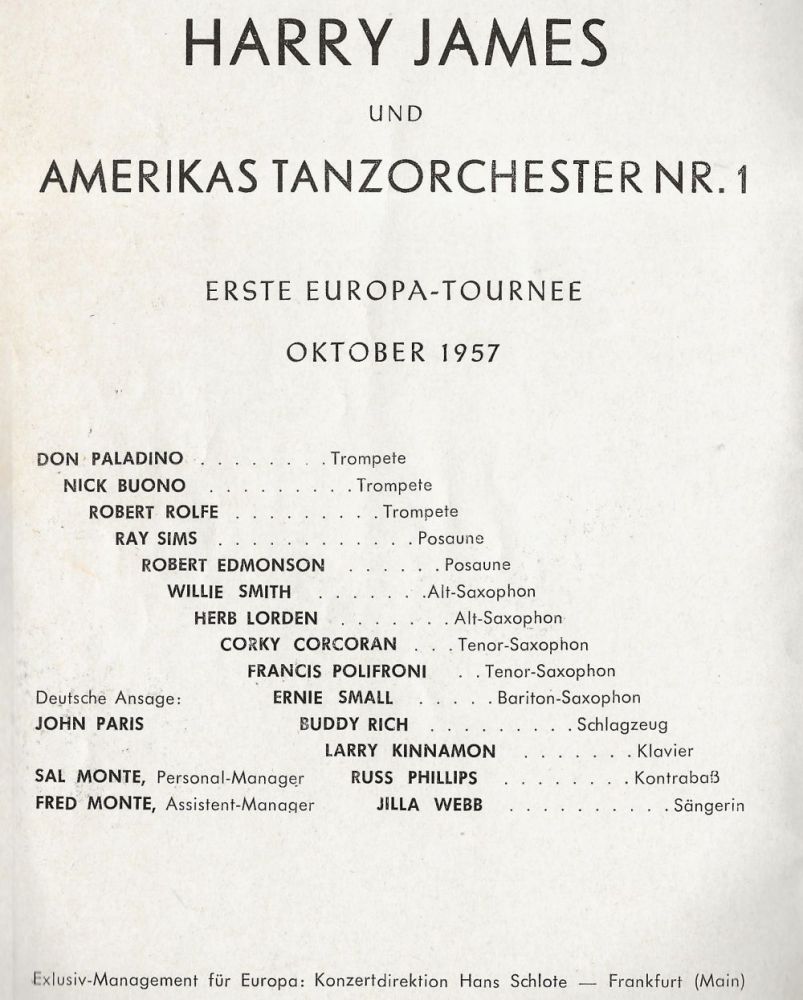 HARRY JAMES
UND
AMERIKAS TANZORCHESTER NR. 1
ERSTE EUROPA-TOURNEE
OKTOBER 1957
DON PALADINO . . . . . . . . Trompete
NICK BUONO . . . . . . . . . Trompete
ROBERT ROLFE . . . . . . . . . Trompete
RAY SIMS . . . . . . . . . . . . Posaune
ROBERT EDMONSON . . . . . . Posaune
WILLIE SMITH . . . . . . . Alt-Saxophon
HERB LORDEN . . . . . . . Alt-Saxophon
CORKY CORCORAN . . . Tenor-Saxophon
FRANCIS POLIFRONI . . Tenor-Saxophon
Deutsche Ansage: ERNIE SMALL . . . . . Bariton-Saxophon
JOHN PARIS BUDDY RICH . . . . . . . . . Schlagzeug
LARRY KINNAMON . . . . . . . Klavier
SAL MONTE, Personal-Manager RUSS PHILLIPS . . . . . . . . Kontrabaß
FRED MONTE, Assistent-Manager JILLA WEBB . . . . . . . . . . Sängerin
Exlusiv-Management für Europa: Konzertdirektion Hans Schlote — Frankfurt (Main)